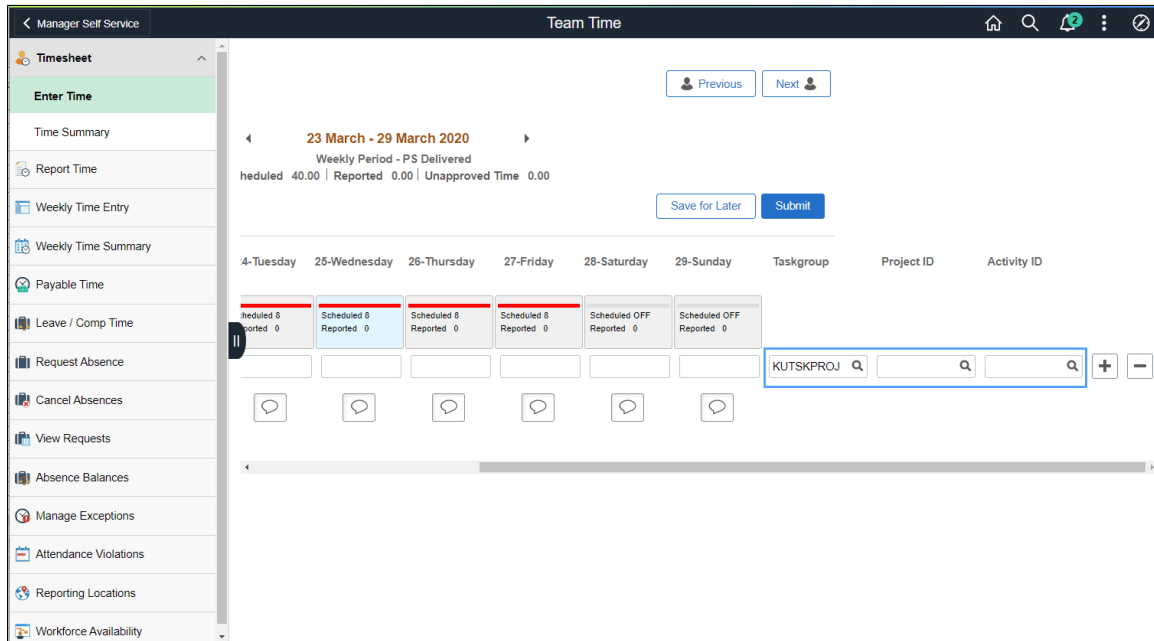 Manager Self Service
Team Time
2
Timesheet
Enter Time
Time Summary
Report Time
Weekly Time Entry
Weekly Time Summary
Payable Time
Leave / Comp Time
Request Absence
Cancel Absences
View Requests
Absence Balances
Manage Exceptions
Attendance Violations
Reporting Locations
Workforce Availability
Previous Next
23 March - 29 March 2020
Weekly Period - PS Delivered
heduled 40.00 | Reported 0.00 | Unapproved Time 0.00
Save for Later Submit
4-Tuesday 25-Wednesday 26-Thursday 27-Friday 28-Saturday 29-Sunday Taskgroup Project ID Activity ID
cheduled 8 Scheduled 8 Scheduled 8 Scheduled 8 Scheduled OFF Scheduled OFF
ported 0 Reported 0 Reported 0 Reported 0 Reported 0 Reported 0
KUTSKPROJ